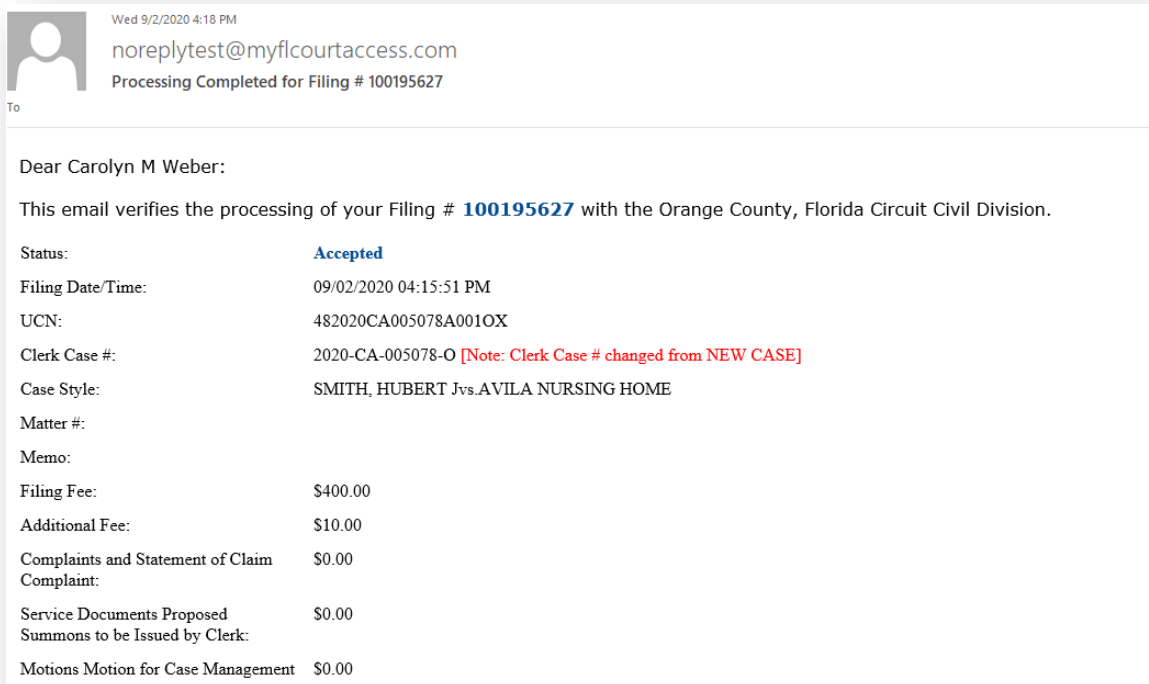 Wed 9/2/2020 4:18 PM
noreplytest@myflcourtaccess.com
Processing Completed for Filing # 100195627
To
Dear Carolyn M Weber:
This email verifies the processing of your Filing # 100195627 with the Orange County, Florida Circuit Civil Division.
Status: Accepted
Filing Date/Time: 09/02/2020 04:15:51 PM
UCN: 482020CA005078A001OX
Clerk Case #: 2020-CA-005078-O [Note: Clerk Case # changed from NEW CASE]
Case Style: SMITH, HUBERT Jvs.AVILA NURSING HOME
Matter #:
Memo:
Filing Fee: $400.00
Additional Fee: $10.00
Complaints and Statement of Claim $0.00
Complaint:
Service Documents Proposed $0.00
Summons to be Issued by Clerk:
Motions Motion for Case Management $0.00